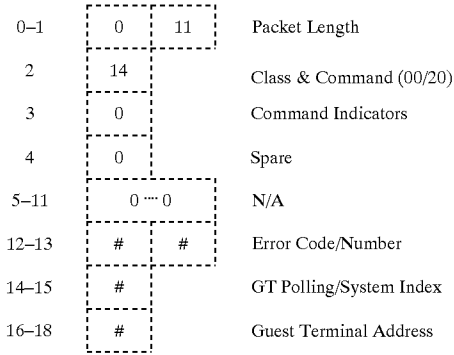 0–1 0 11 Packet Length
2 14 Class & Command (00/20)
3 0 Command Indicators
4 0 Spare
5–11 0 ···· 0 N/A
12–13 # # Error Code/Number
14–15 # GT Polling/System Index
16–18 # Guest Terminal Address